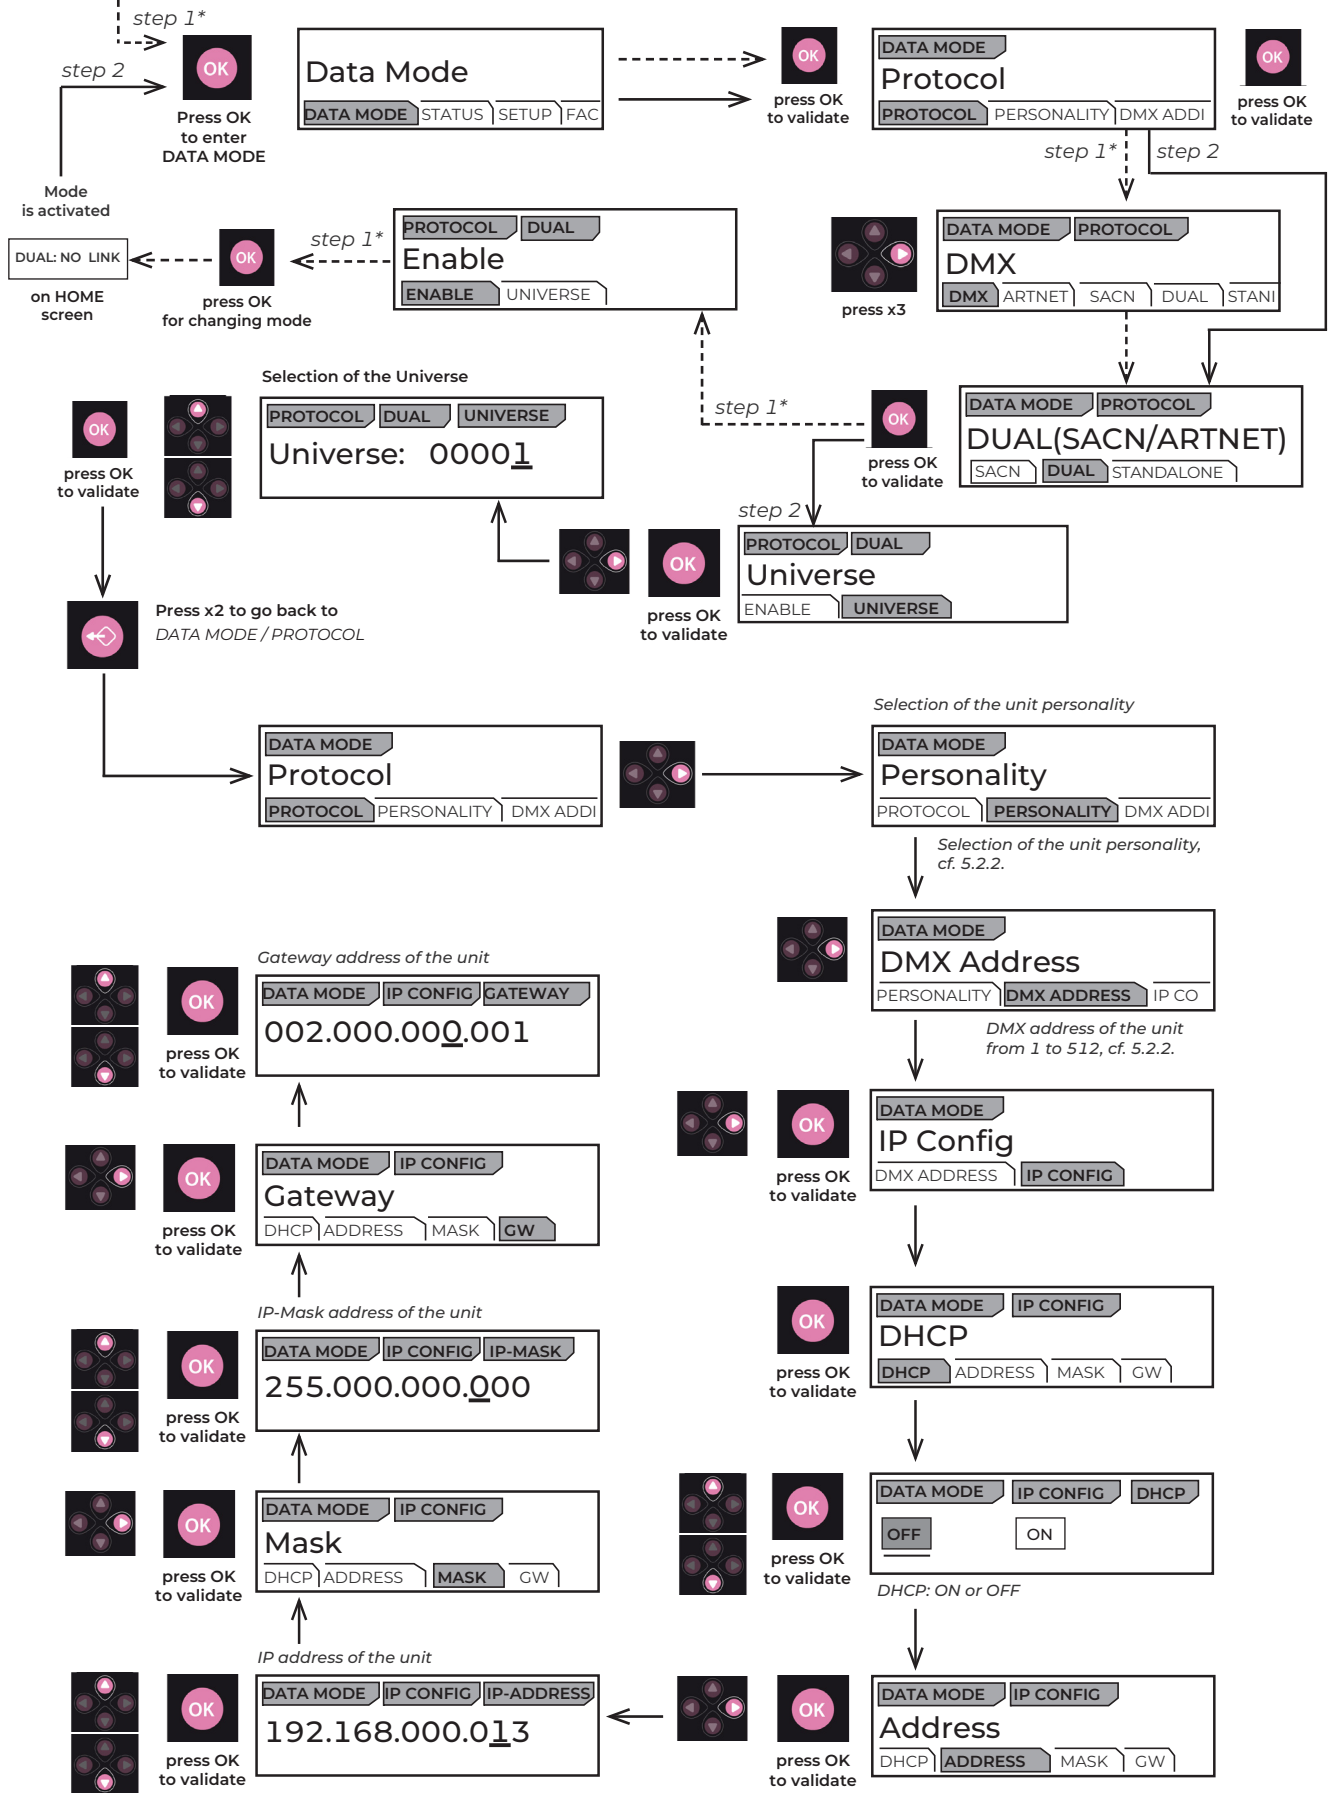 step 1*
step 2
OK
Press OK
to enter
DATA MODE
Data Mode
DATA MODE STATUS SETUP FAC
OK
press OK
to validate
DATA MODE
Protocol
PROTOCOL PERSONALITY DMX ADDI
OK
press OK
to validate
step 1* step 2
Mode
is activated
DUAL: NO LINK
on HOME
screen
OK
press OK
for changing mode
step 1*
PROTOCOL DUAL
Enable
ENABLE UNIVERSE
press x3
DATA MODE PROTOCOL
DMX
DMX ARTNET SACN DUAL STANI
Selection of the Universe
OK
press OK
to validate
PROTOCOL DUAL UNIVERSE
Universe: 00001
step 1*
OK
press OK
to validate
DATA MODE PROTOCOL
DUAL(SACN/ARTNET)
SACN DUAL STANDALONE
step 2
OK
press OK
to validate
PROTOCOL DUAL
Universe
ENABLE UNIVERSE
Press x2 to go back to
DATA MODE / PROTOCOL
DATA MODE
Protocol
PROTOCOL PERSONALITY DMX ADDI
Selection of the unit personality
DATA MODE
Personality
PROTOCOL PERSONALITY DMX ADDI
Selection of the unit personality,
cf. 5.2.2.
DATA MODE
DMX Address
PERSONALITY DMX ADDRESS IP CO
DMX address of the unit
from 1 to 512, cf. 5.2.2.
OK
press OK
to validate
DATA MODE
IP Config
DMX ADDRESS IP CONFIG
OK
press OK
to validate
DATA MODE IP CONFIG
DHCP
DHCP ADDRESS MASK GW
OK
press OK
to validate
DATA MODE IP CONFIG DHCP
OFF ON
DHCP: ON or OFF
OK
press OK
to validate
DATA MODE IP CONFIG
Address
DHCP ADDRESS MASK GW
IP address of the unit
OK
press OK
to validate
DATA MODE IP CONFIG IP-ADDRESS
192.168.000.013
OK
press OK
to validate
DATA MODE IP CONFIG
Mask
DHCP ADDRESS MASK GW
IP-Mask address of the unit
OK
press OK
to validate
DATA MODE IP CONFIG IP-MASK
255.000.000.000
OK
press OK
to validate
DATA MODE IP CONFIG
Gateway
DHCP ADDRESS MASK GW
Gateway address of the unit
OK
press OK
to validate
DATA MODE IP CONFIG GATEWAY
002.000.000.001